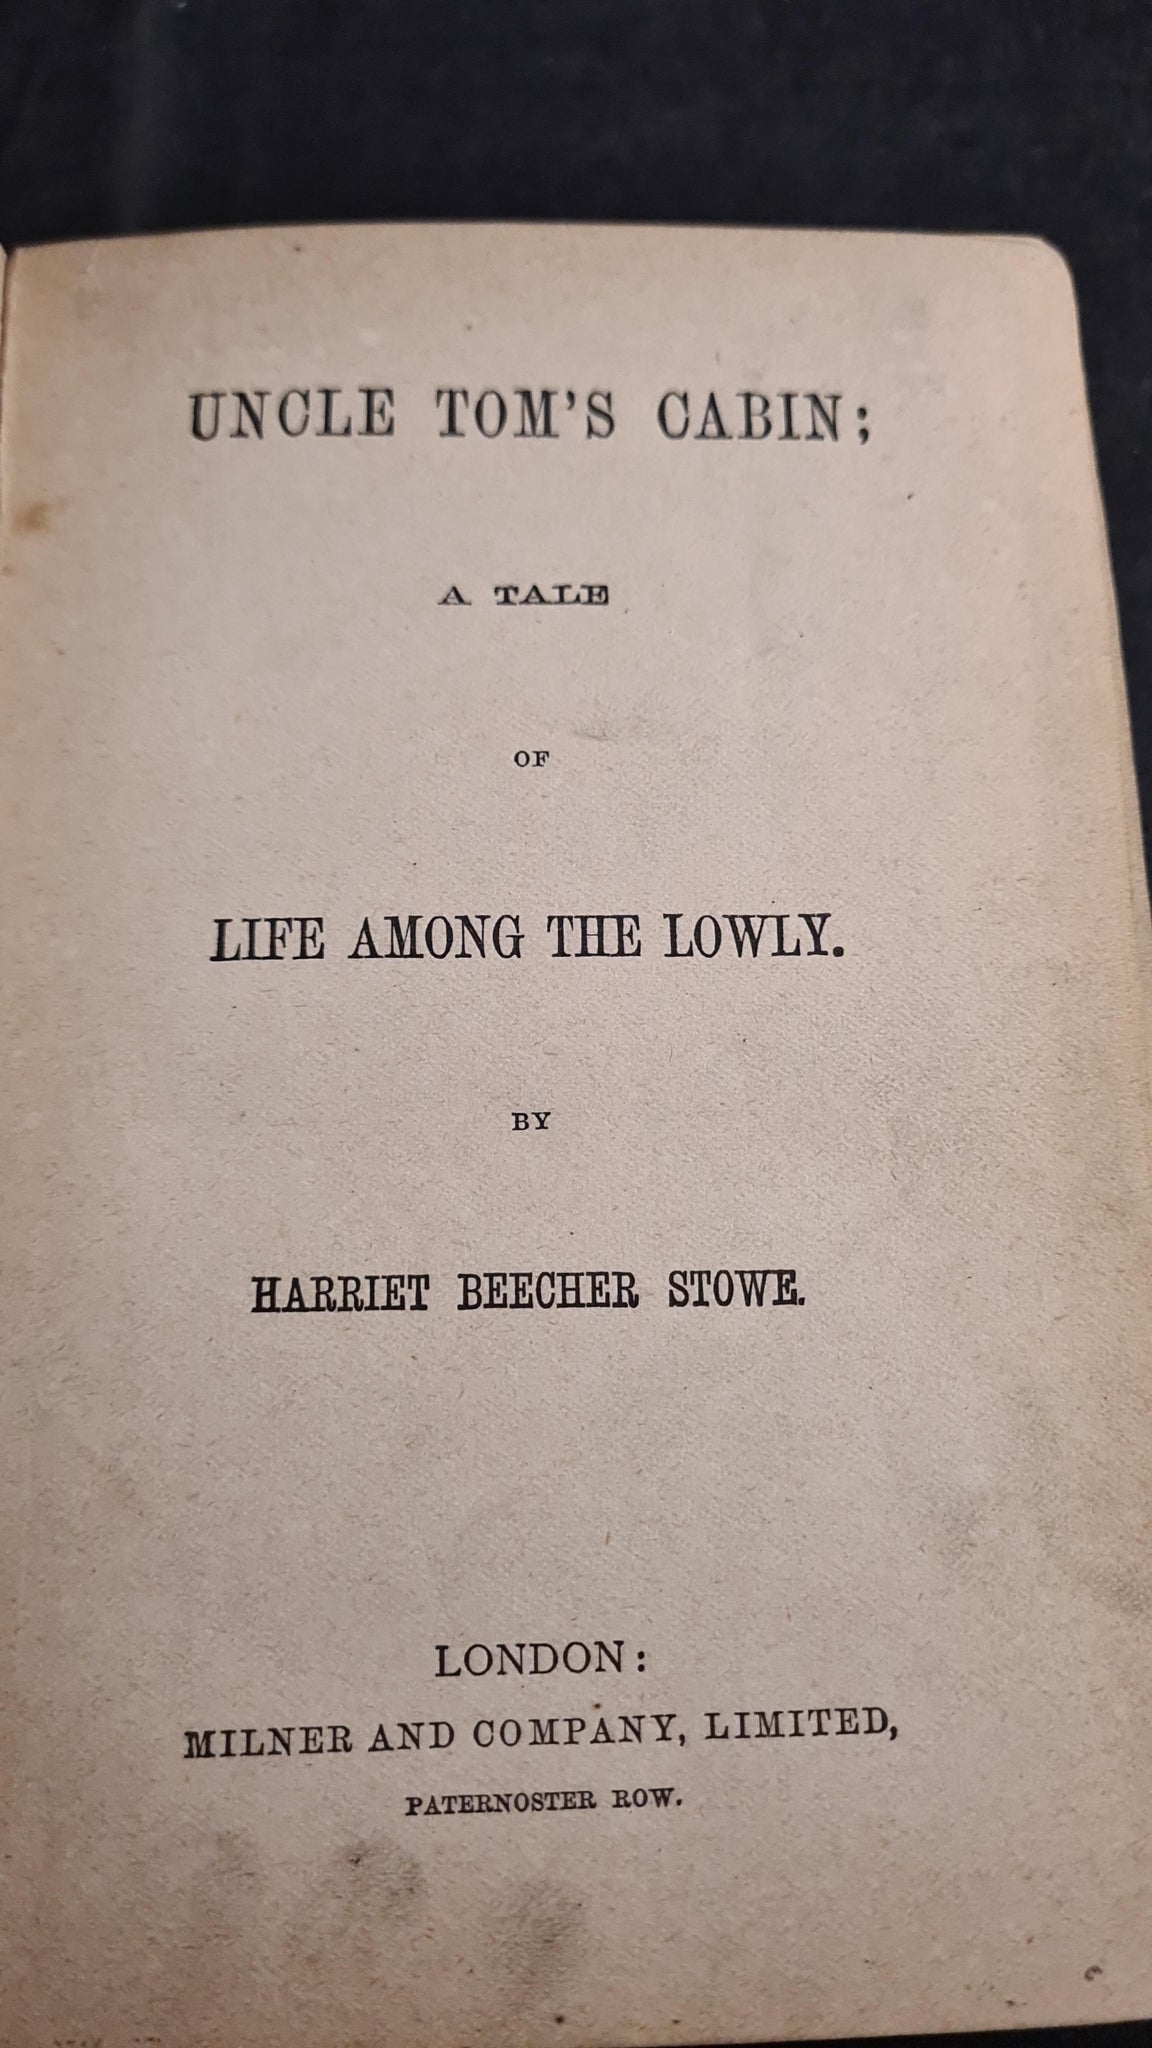 UNCLE TOM'S CABIN;
A TALE
OF
LIFE AMONG THE LOWLY.
BY
HARRIET BEECHER STOWE.
LONDON:
MILNER AND COMPANY, LIMITED,
PATERNOSTER ROW.